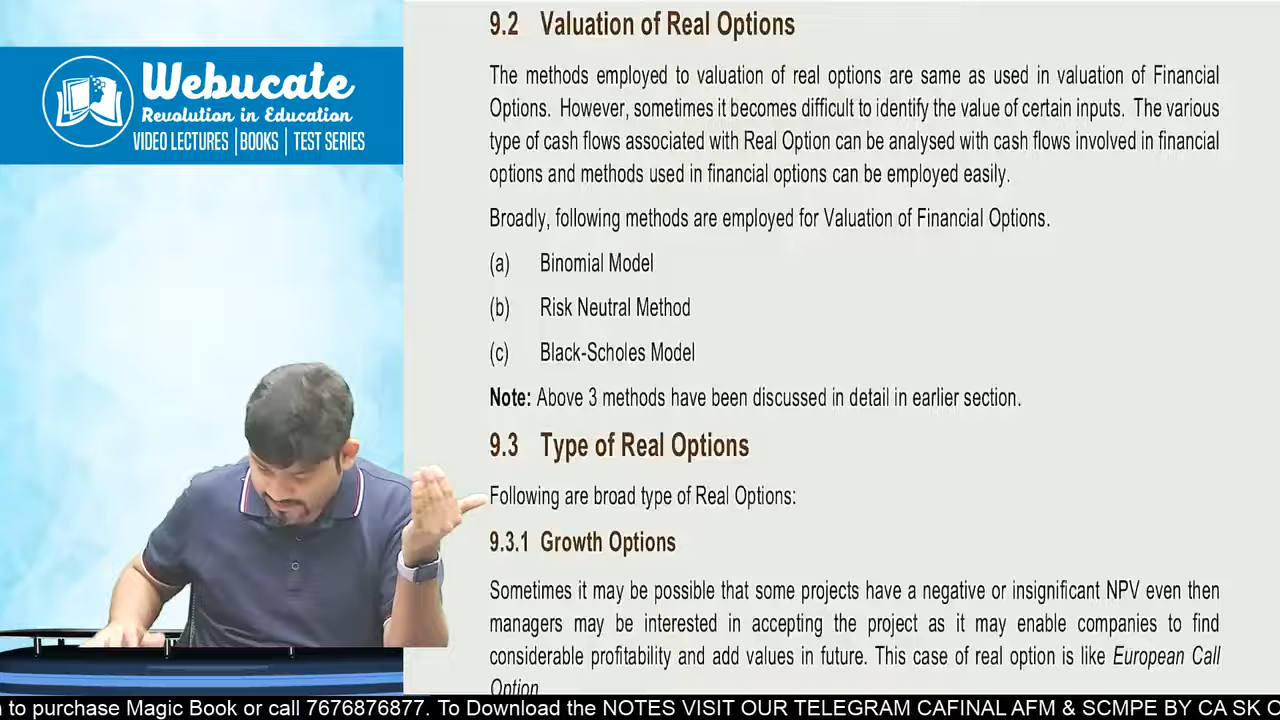 Webucate
Revolution in Education
VIDEO LECTURES | BOOKS | TEST SERIES
9.2 Valuation of Real Options
The methods employed to valuation of real options are same as used in valuation of Financial
Options. However, sometimes it becomes difficult to identify the value of certain inputs. The various
type of cash flows associated with Real Option can be analysed with cash flows involved in financial
options and methods used in financial options can be employed easily.
Broadly, following methods are employed for Valuation of Financial Options.
(a) Binomial Model
(b) Risk Neutral Method
(c) Black-Scholes Model
Note: Above 3 methods have been discussed in detail in earlier section.
9.3 Type of Real Options
Following are broad type of Real Options:
9.3.1 Growth Options
Sometimes it may be possible that some projects have a negative or insignificant NPV even then
managers may be interested in accepting the project as it may enable companies to find
considerable profitability and add values in future. This case of real option is like European Call
Option
to purchase Magic Book or call 7676876877. To Download the NOTES VISIT OUR TELEGRAM CAFINAL AFM & SCMPE BY CA SK